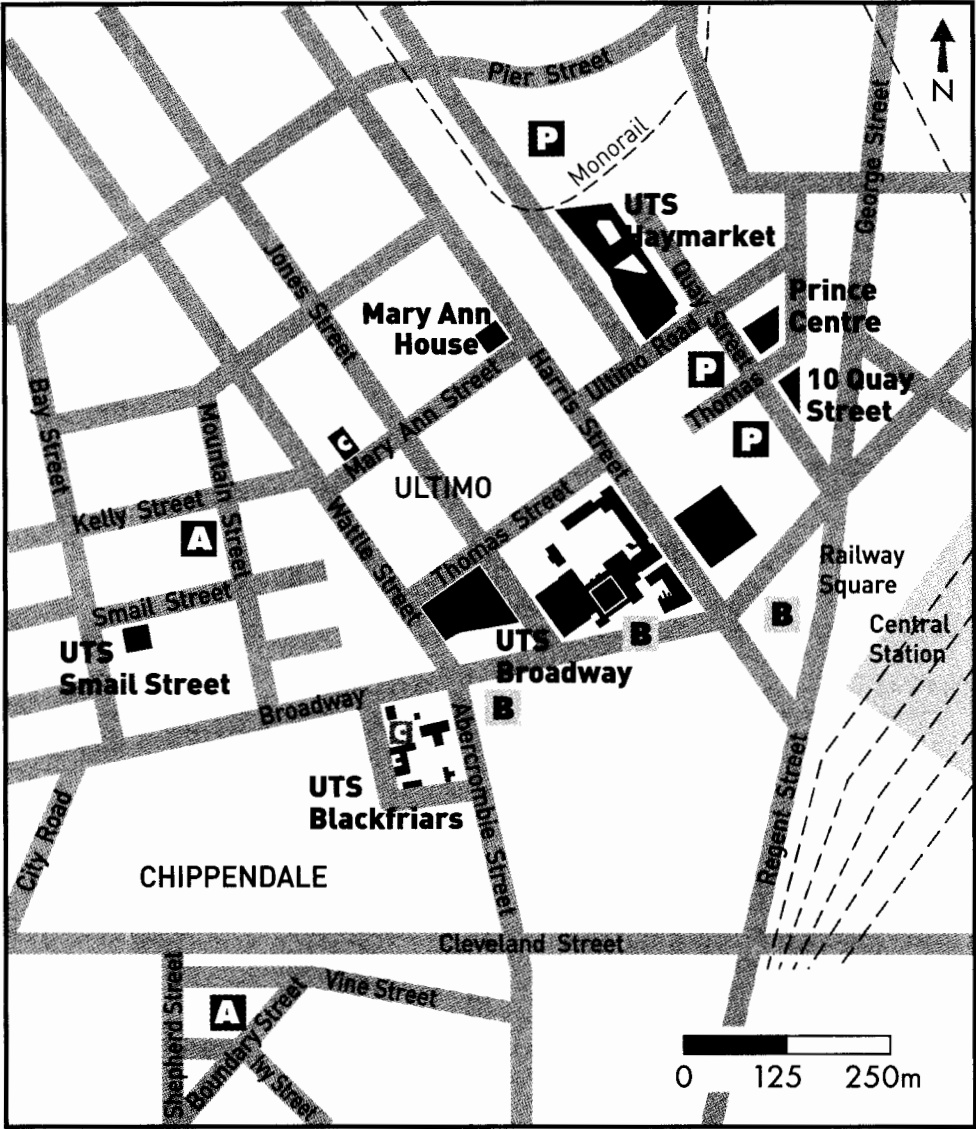 Pier Street
N
P
Monorail
George Street
UTS
Haymarket
Jones Street
Quay Street
Prince
Centre
Mary Ann
House
Ultimo Road
P
Thomas
10 Quay
Street
Harris Street
Bay Street
Mountain Street
C
Mary Ann Street
P
ULTIMO
Kelly Street
A
Wattle Street
Thomas Street
Railway
Square
Smail Street
UTS
Smail Street
UTS
Broadway
B
B
Central
Station
Broadway
B
C
Abercrombie Street
UTS
Blackfriars
Regent Street
City Road
CHIPPENDALE
Cleveland Street
Shepherd Street
Vine Street
A
Boundary Street
Ivy Street
0 125 250m